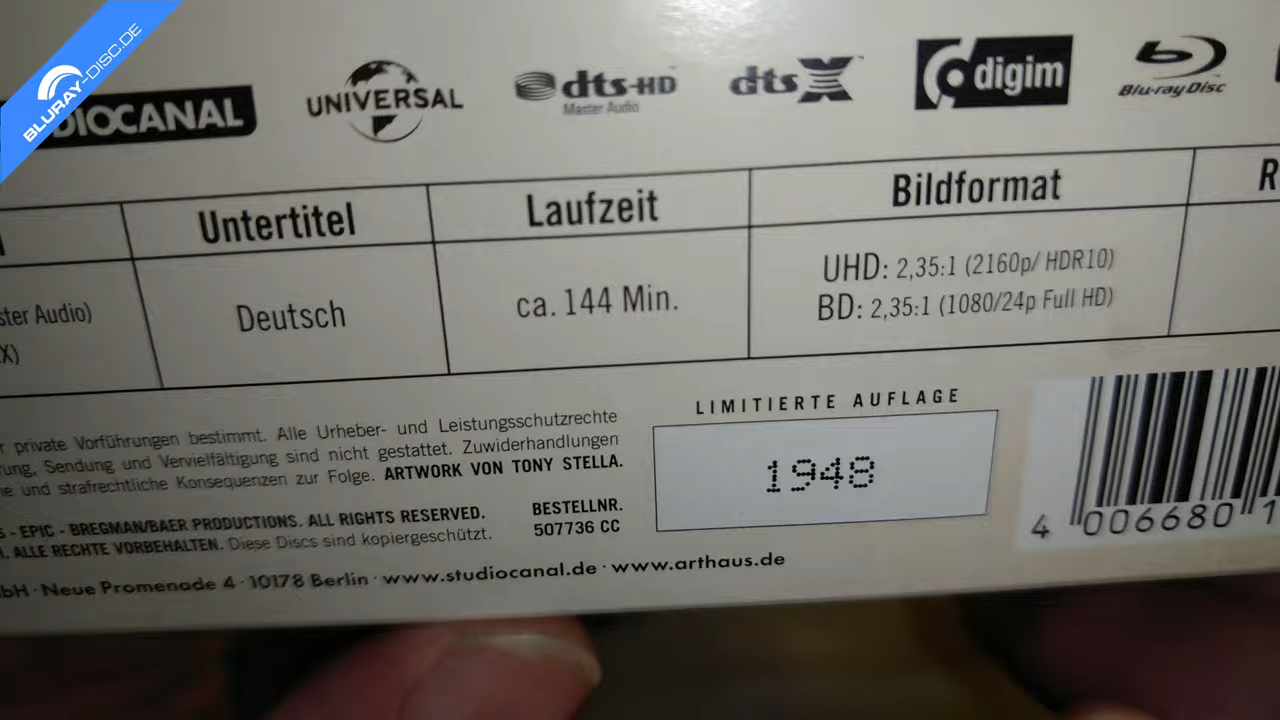 BLURAY-DISC.DE
DIOCANAL
UNIVERSAL
dts-HD
Master Audio
dts X
digim
Blu-ray Disc
Untertitel
Laufzeit
Bildformat
R
ster Audio)
X)
Deutsch
ca. 144 Min.
UHD: 2,35:1 (2160p/ HDR10)
BD: 2,35:1 (1080/24p Full HD)
r private Vorführungen bestimmt. Alle Urheber- und Leistungsschutzrechte
rung, Sendung und Vervielfältigung sind nicht gestattet. Zuwiderhandlungen
e und strafrechtliche Konsequenzen zur Folge. ARTWORK VON TONY STELLA.
S - EPIC - BREGMAN/BAER PRODUCTIONS. ALL RIGHTS RESERVED.
. ALLE RECHTE VORBEHALTEN. Diese Discs sind kopiergeschützt.
BESTELLNR.
507736 CC
bH · Neue Promenade 4 · 10178 Berlin · www.studiocanal.de · www.arthaus.de
LIMITIERTE AUFLAGE
1948
4 006680 1